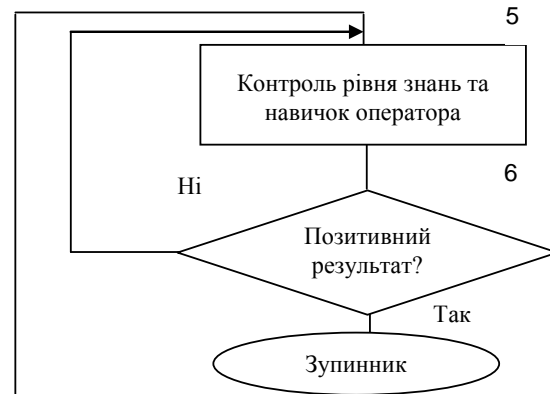 5
Контроль рівня знань та
навичок оператора
6
Ні
Позитивний
результат?
Так
Зупинник